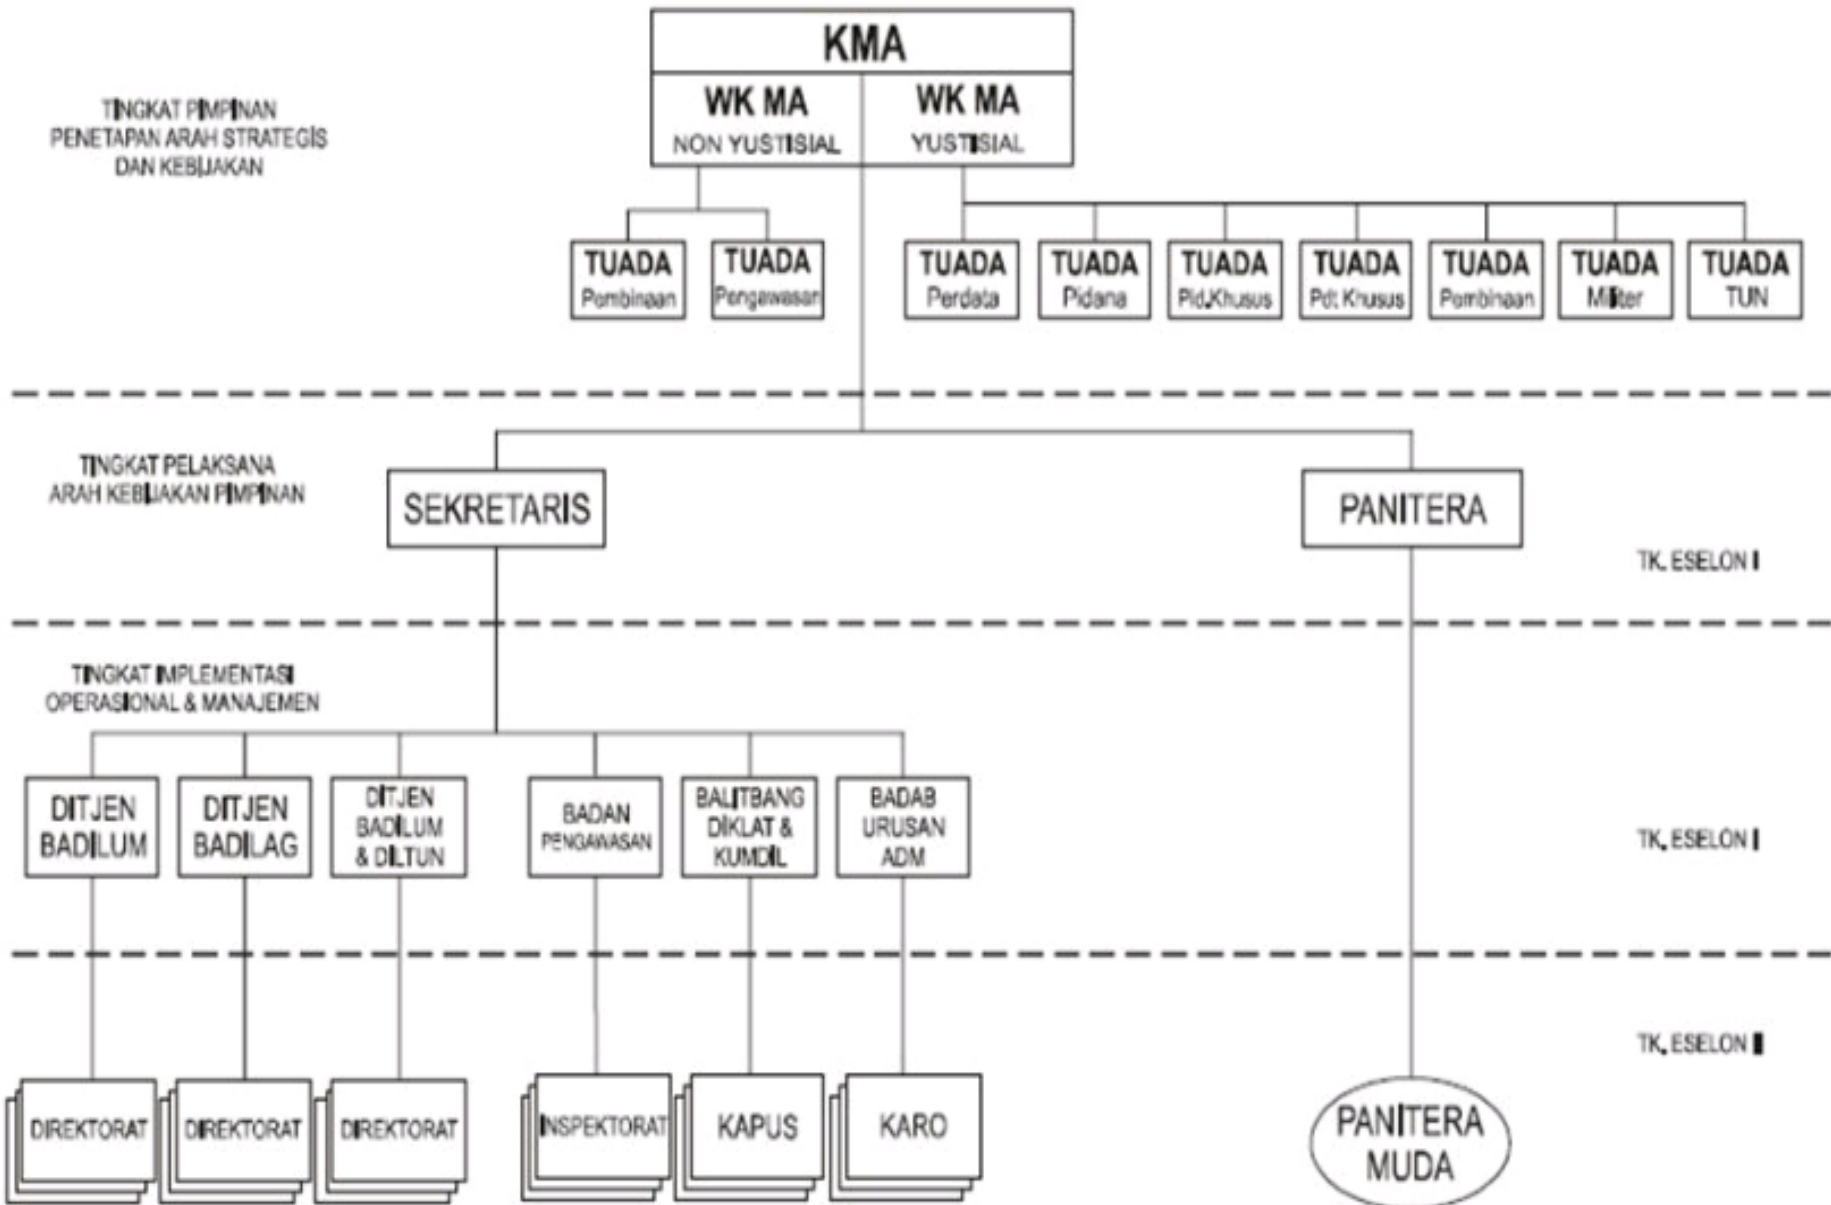 KMA
WK MA
NON YUSTISIAL
WK MA
YUSTISIAL
TINGKAT PIMPINAN
PENETAPAN ARAH STRATEGIS
DAN KEBIJAKAN
TUADA
Pembinaan
TUADA
Pengawasan
TUADA
Perdata
TUADA
Pidana
TUADA
Pid.Khusus
TUADA
Pdt Khusus
TUADA
Pembinaan
TUADA
Militer
TUADA
TUN
TINGKAT PELAKSANA
ARAH KEBIJAKAN PIMPINAN
SEKRETARIS
PANITERA
TK. ESELON I
TINGKAT IMPLEMENTASI
OPERASIONAL & MANAJEMEN
DITJEN
BADILUM
DITJEN
BADILAG
DITJEN
BADILUM
& DILTUN
BADAN
PENGAWASAN
BALITBANG
DIKLAT &
KUMDIL
BADAB
URUSAN
ADM
TK. ESELON I
TK. ESELON II
DIREKTORAT
DIREKTORAT
DIREKTORAT
INSPEKTORAT
KAPUS
KARO
PANITERA
MUDA